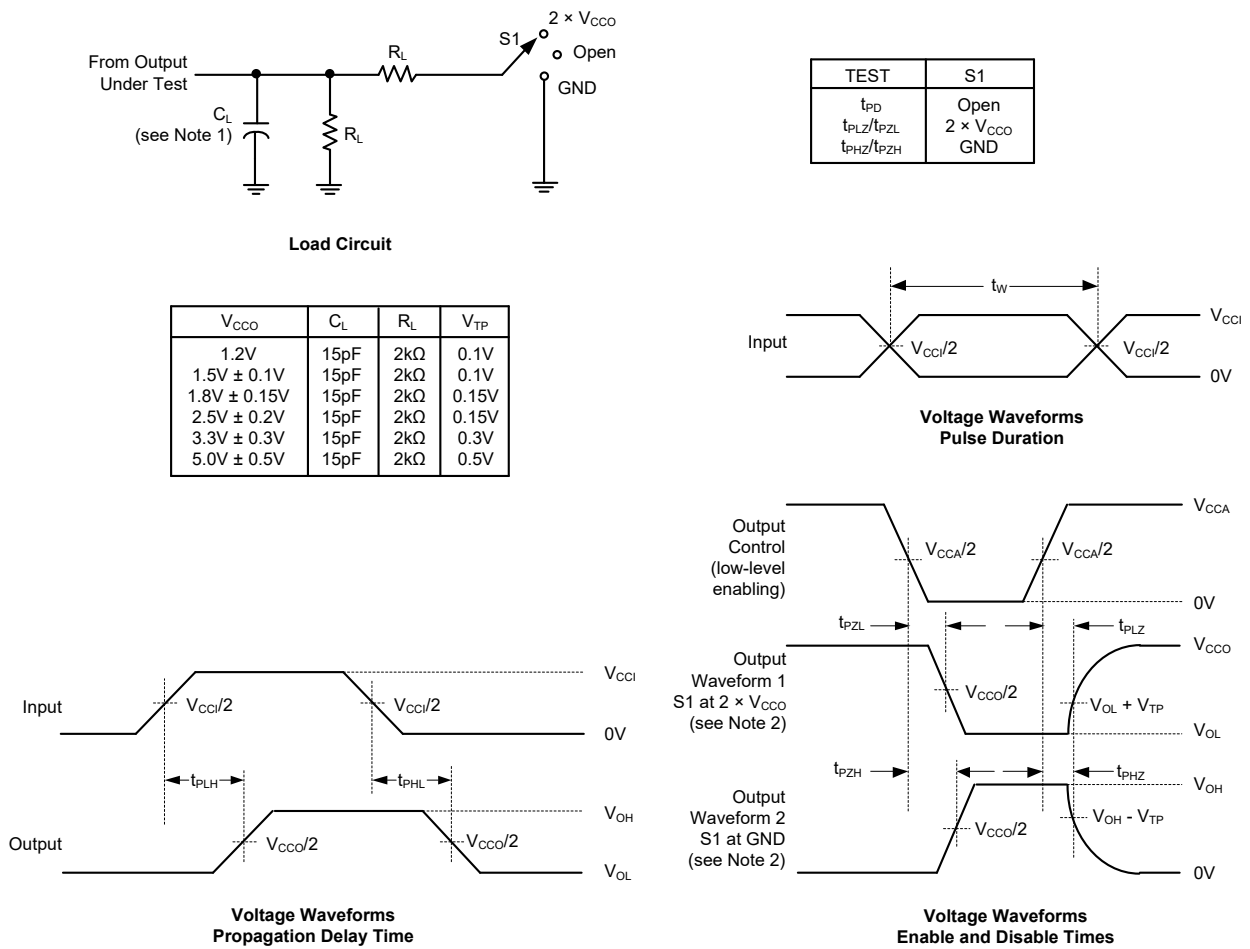 2 × VCCO
S1
Open
GND
RL
From Output
Under Test
CL
(see Note 1)
RL
Load Circuit
TEST S1
tPD Open
tPLZ/tPZL 2 × VCCO
tPHZ/tPZH GND
VCCO CL RL VTP
1.2V 15pF 2kΩ 0.1V
1.5V ± 0.1V 15pF 2kΩ 0.1V
1.8V ± 0.15V 15pF 2kΩ 0.15V
2.5V ± 0.2V 15pF 2kΩ 0.15V
3.3V ± 0.3V 15pF 2kΩ 0.3V
5.0V ± 0.5V 15pF 2kΩ 0.5V
tW
Input
VCCI/2
VCCI/2
VCCI
0V
Voltage Waveforms
Pulse Duration
Input
VCCI/2
VCCI/2
VCCI
0V
tPLH
tPHL
Output
VCCO/2
VCCO/2
VOH
VOL
Voltage Waveforms
Propagation Delay Time
Output
Control
(low-level
enabling)
VCCA/2
VCCA/2
VCCA
0V
tPZL
tPLZ
Output
Waveform 1
S1 at 2 × VCCO
(see Note 2)
VCCO/2
VCCO
VOL + VTP
VOL
tPZH
tPHZ
Output
Waveform 2
S1 at GND
(see Note 2)
VCCO/2
VOH
VOH - VTP
0V
Voltage Waveforms
Enable and Disable Times